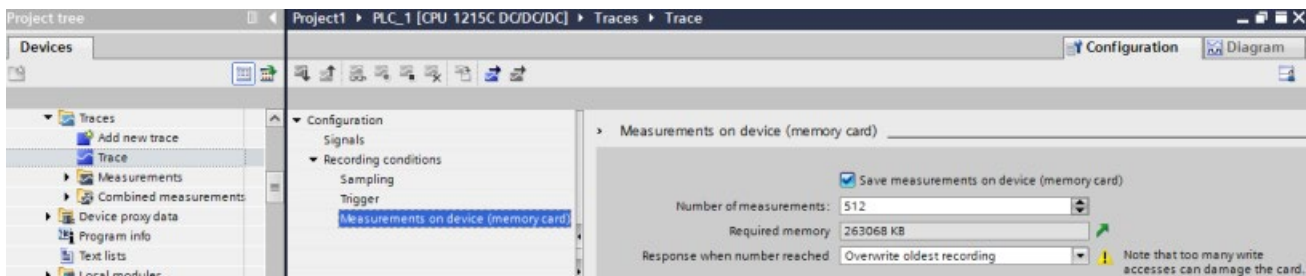 Project tree
Project1 ▸ PLC_1 [CPU 1215C DC/DC/DC] ▸ Traces ▸ Trace
Devices
Configuration
Diagram
Traces
Add new trace
Trace
Measurements
Combined measurements
Device proxy data
Program info
Text lists
Local modules
Configuration
Signals
Recording conditions
Sampling
Trigger
Measurements on device (memory card)
Measurements on device (memory card)
Save measurements on device (memory card)
Number of measurements: 512
Required memory 263068 KB
Response when number reached Overwrite oldest recording
Note that too many write
accesses can damage the card.